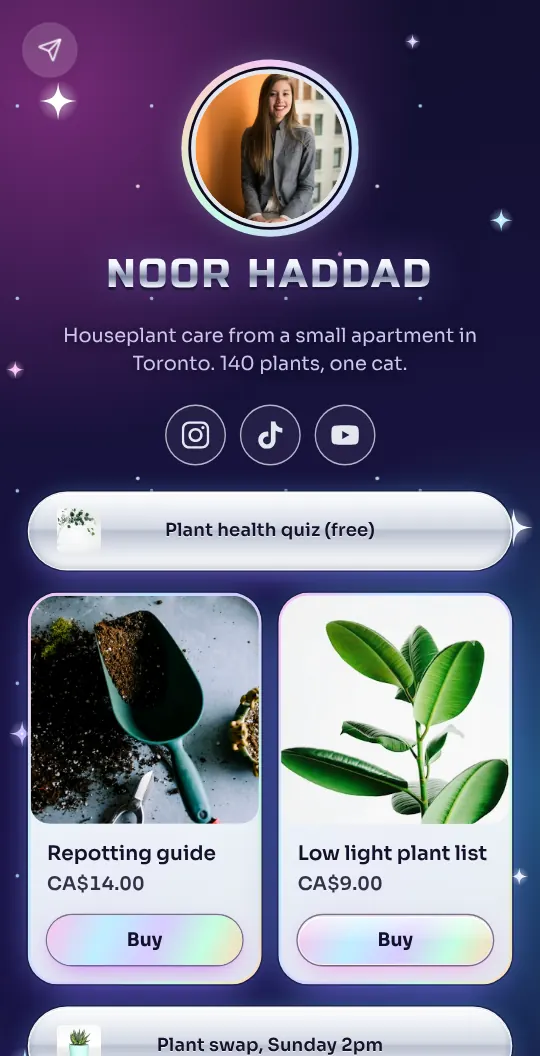 NOOR HADDAD
Houseplant care from a small apartment in
Toronto. 140 plants, one cat.
Plant health quiz (free)
Repotting guide
CA$14.00
Buy
Low light plant list
CA$9.00
Buy
Plant swap, Sunday 2pm